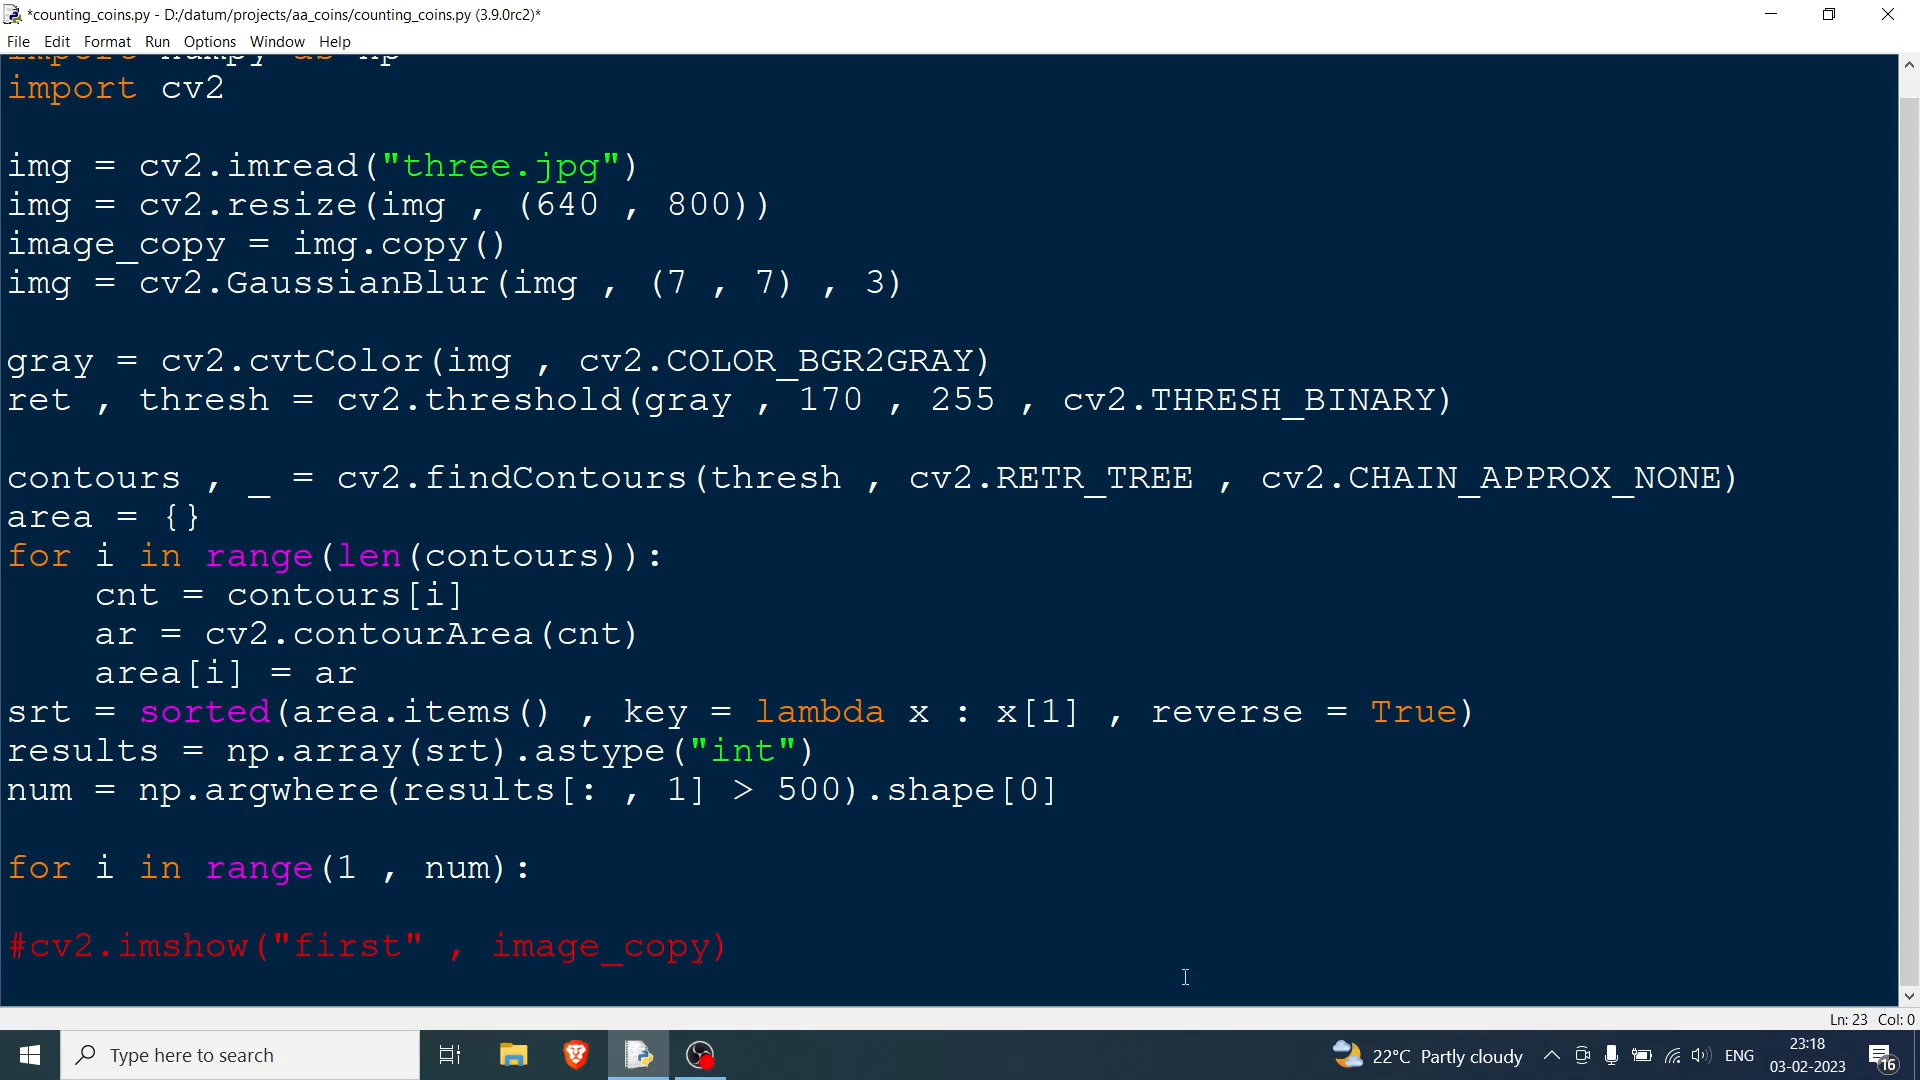 *counting_coins.py - D:/datum/projects/aa_coins/counting_coins.py (3.9.0rc2)*
File Edit Format Run Options Window Help
import numpy as np
import cv2
img = cv2.imread("three.jpg")
img = cv2.resize(img , (640 , 800))
image_copy = img.copy()
img = cv2.GaussianBlur(img , (7 , 7) , 3)
gray = cv2.cvtColor(img , cv2.COLOR_BGR2GRAY)
ret , thresh = cv2.threshold(gray , 170 , 255 , cv2.THRESH_BINARY)
contours , _ = cv2.findContours(thresh , cv2.RETR_TREE , cv2.CHAIN_APPROX_NONE)
area = {}
for i in range(len(contours)):
    cnt = contours[i]
    ar = cv2.contourArea(cnt)
    area[i] = ar
srt = sorted(area.items() , key = lambda x : x[1] , reverse = True)
results = np.array(srt).astype("int")
num = np.argwhere(results[: , 1] > 500).shape[0]
for i in range(1 , num):
#cv2.imshow("first" , image_copy)
Ln: 23 Col: 0
Type here to search
22°C Partly cloudy
ENG
23:18
03-02-2023
16